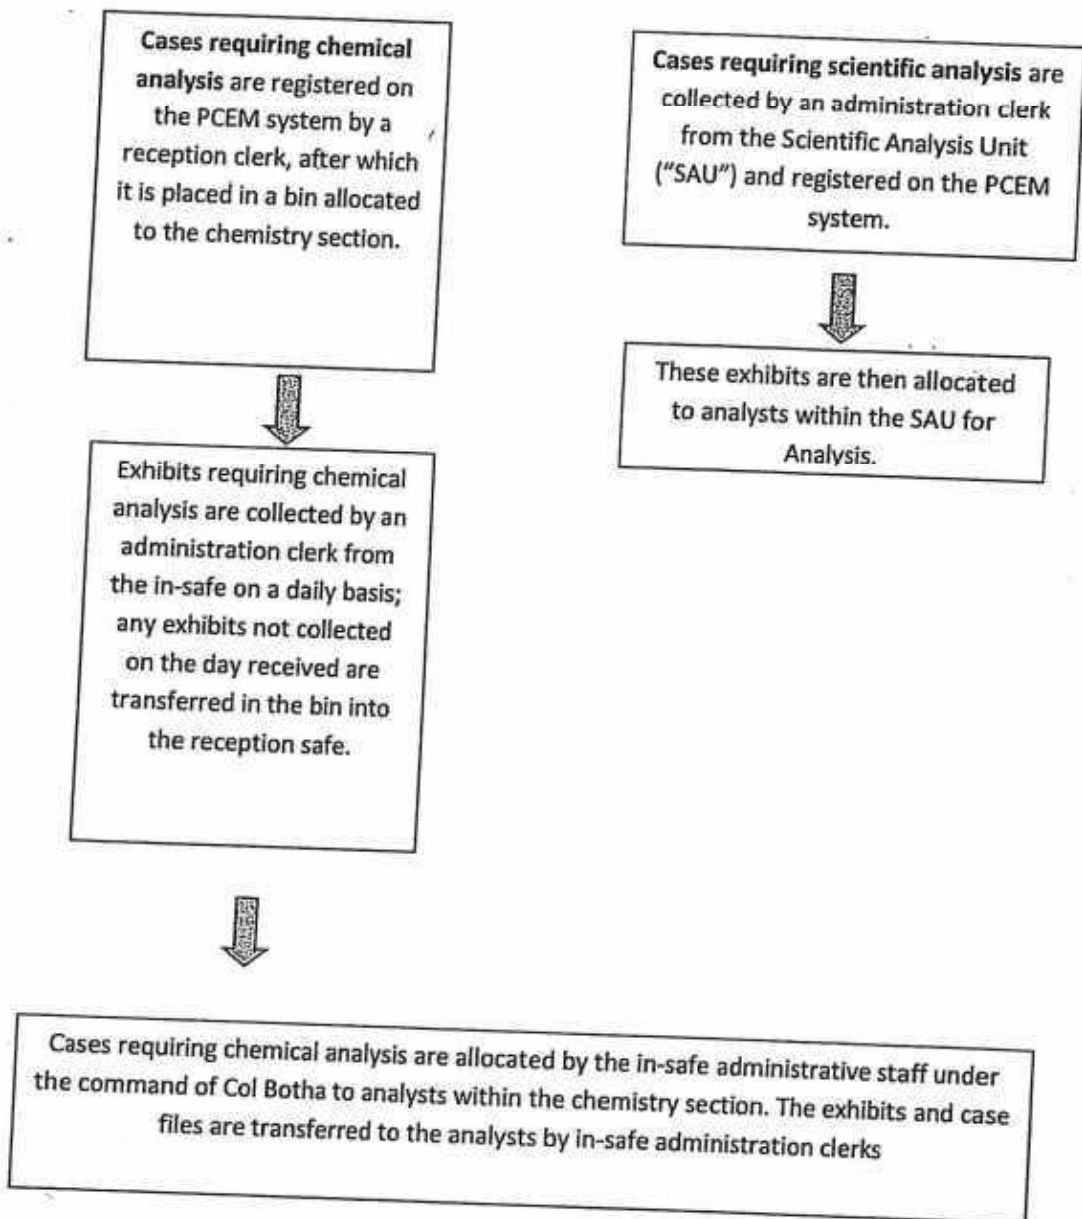 Cases requiring chemical
analysis are registered on
the PCEM system by a
reception clerk, after which
it is placed in a bin allocated
to the chemistry section.
Cases requiring scientific analysis are
collected by an administration clerk
from the Scientific Analysis Unit
("SAU") and registered on the PCEM
system.
These exhibits are then allocated
to analysts within the SAU for
Analysis.
Exhibits requiring chemical
analysis are collected by an
administration clerk from
the in-safe on a daily basis;
any exhibits not collected
on the day received are
transferred in the bin into
the reception safe.
Cases requiring chemical analysis are allocated by the in-safe administrative staff under
the command of Col Botha to analysts within the chemistry section. The exhibits and case
files are transferred to the analysts by in-safe administration clerks